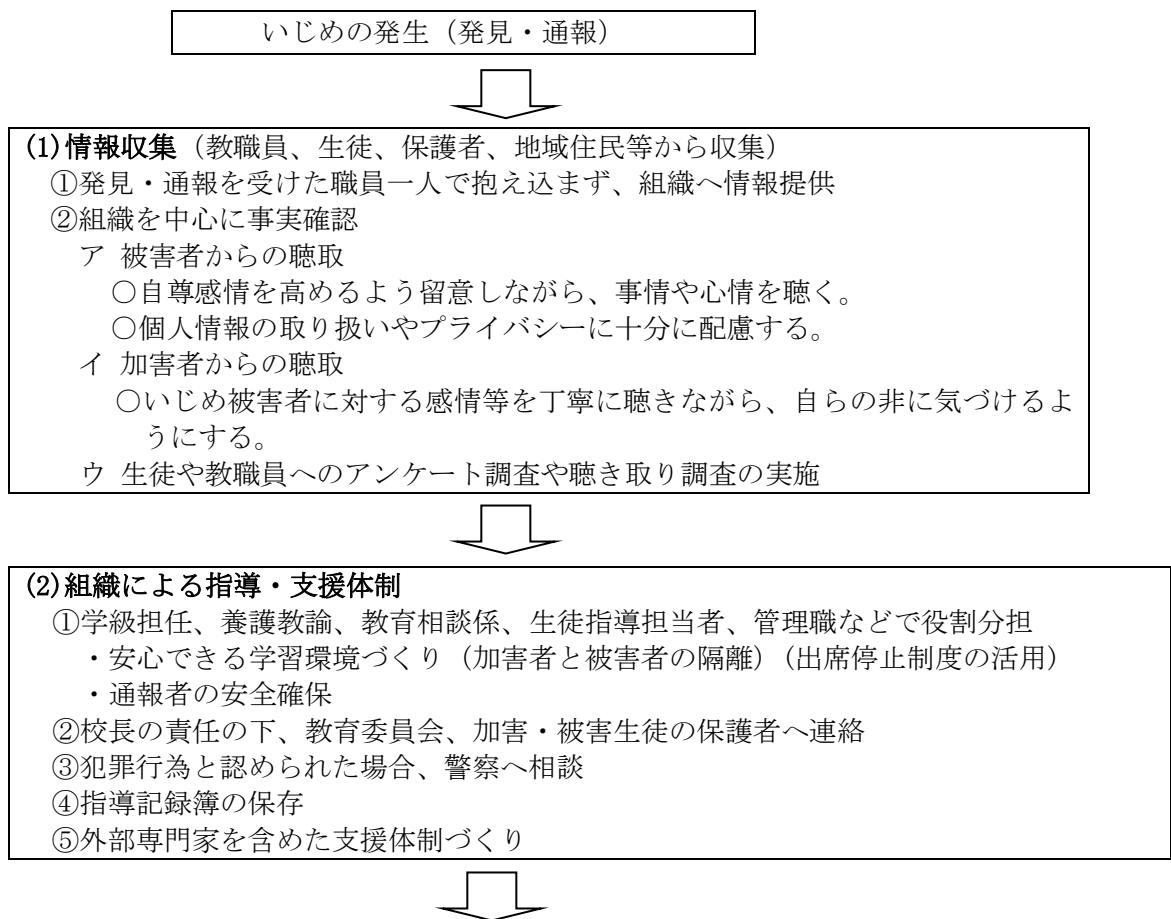 いじめの発生（発見・通報）
(1)情報収集（教職員、生徒、保護者、地域住民等から収集）
①発見・通報を受けた職員一人で抱え込まず、組織へ情報提供
②組織を中心に事実確認
ア 被害者からの聴取
○自尊感情を高めるよう留意しながら、事情や心情を聴く。
○個人情報の取り扱いやプライバシーに十分に配慮する。
イ 加害者からの聴取
○いじめ被害者に対する感情等を丁寧に聴きながら、自らの非に気づけるよ
うにする。
ウ 生徒や教職員へのアンケート調査や聴き取り調査の実施
(2)組織による指導・支援体制
①学級担任、養護教諭、教育相談係、生徒指導担当者、管理職などで役割分担
・安心できる学習環境づくり（加害者と被害者の隔離）（出席停止制度の活用）
・通報者の安全確保
②校長の責任の下、教育委員会、加害・被害生徒の保護者へ連絡
③犯罪行為と認められた場合、警察へ相談
④指導記録簿の保存
⑤外部専門家を含めた支援体制づくり